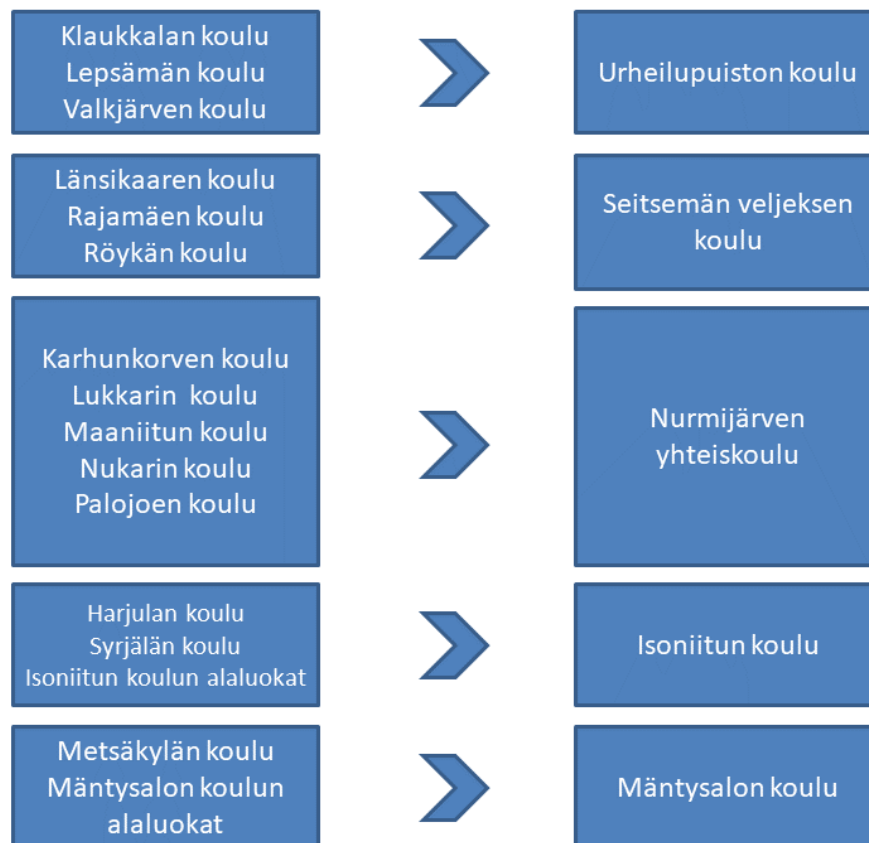 Klaukkalan koulu
Lepsämän koulu
Valkjärven koulu
Urheilupuiston koulu
Länsikaaren koulu
Rajamäen koulu
Röykän koulu
Seitsemän veljeksen
koulu
Karhunkorven koulu
Lukkarin koulu
Maaniitun koulu
Nukarin koulu
Palojoen koulu
Nurmijärven
yhteiskoulu
Harjulan koulu
Syrjälän koulu
Isoniitun koulun alaluokat
Isoniitun koulu
Metsäkylän koulu
Mäntysalon koulun
alaluokat
Mäntysalon koulu